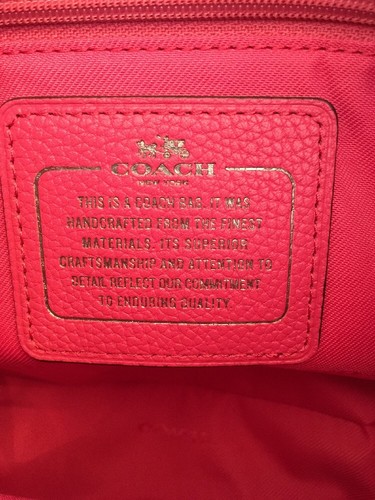 COACH
NEW YORK
THIS IS A COACH BAG. IT WAS
HANDCRAFTED FROM THE FINEST
MATERIALS. ITS SUPERIOR
CRAFTSMANSHIP AND ATTENTION TO
DETAIL REFLECT OUR COMMITMENT
TO ENDURING QUALITY.
COACH